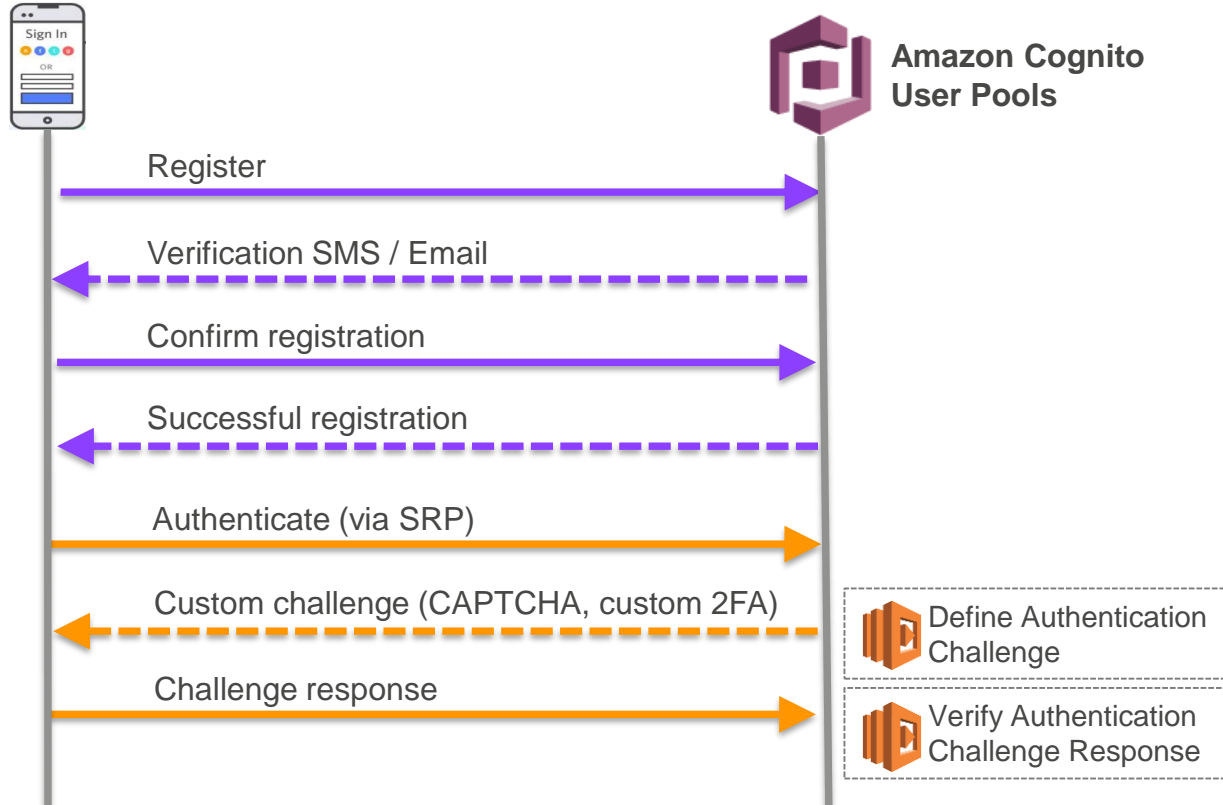 Sign In
OR
Amazon Cognito
User Pools
Register
Verification SMS / Email
Confirm registration
Successful registration
Authenticate (via SRP)
Custom challenge (CAPTCHA, custom 2FA)
Define Authentication
Challenge
Challenge response
Verify Authentication
Challenge Response